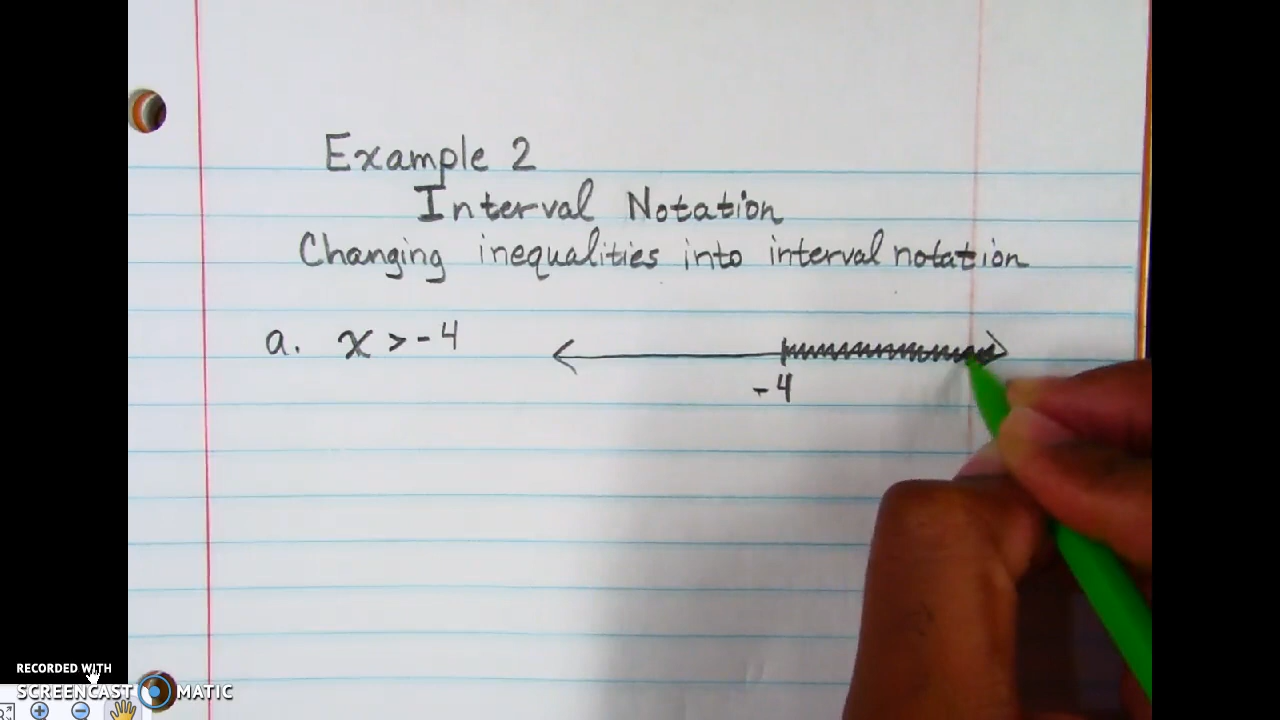 Example 2
Interval Notation
Changing inequalities into interval notation
a. x > -4
-4
RECORDED WITH
SCREENCAST MATIC